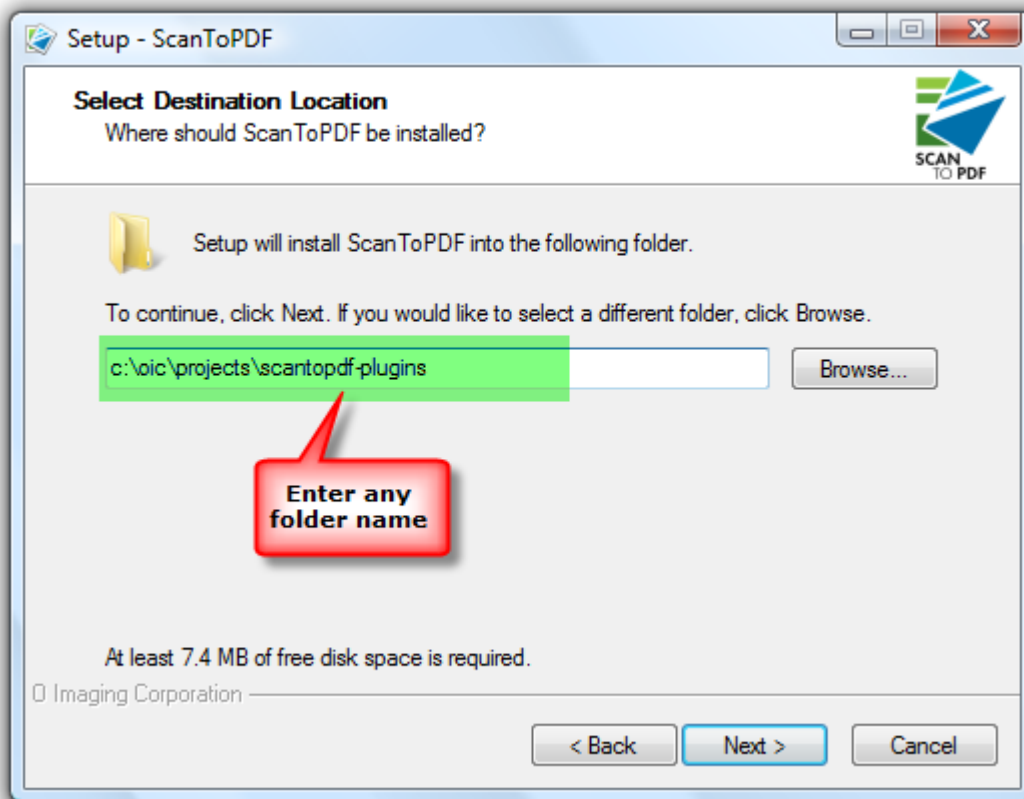 Setup - ScanToPDF
Select Destination Location
Where should ScanToPDF be installed?
SCAN
TO PDF
Setup will install ScanToPDF into the following folder.
To continue, click Next. If you would like to select a different folder, click Browse.
c:\oic\projects\scantopdf-plugins
Browse...
Enter any
folder name
At least 7.4 MB of free disk space is required.
O Imaging Corporation
< Back
Next >
Cancel